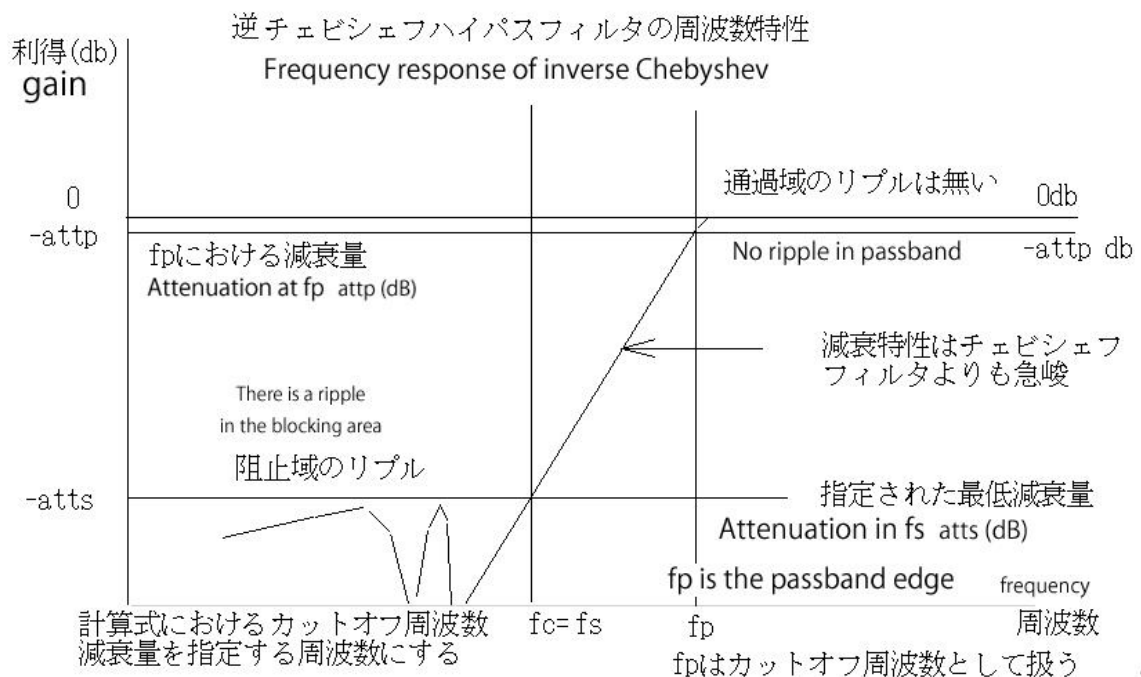 逆チェビシェフハイパスフィルタの周波数特性
利得(db)
gain
Frequency response of inverse Chebyshev
通過域のリプルは無い
0
0db
-attp
-attp db
No ripple in passband
fpにおける減衰量
Attenuation at fp attp (dB)
減衰特性はチェビシェフ
フィルタよりも急峻
There is a ripple
in the blocking area
阻止域のリプル
-atts
指定された最低減衰量
Attenuation in fs atts (dB)
fp is the passband edge
frequency
計算式におけるカットオフ周波数
減衰量を指定する周波数にする
fc=fs
fp
周波数
fpはカットオフ周波数として扱う